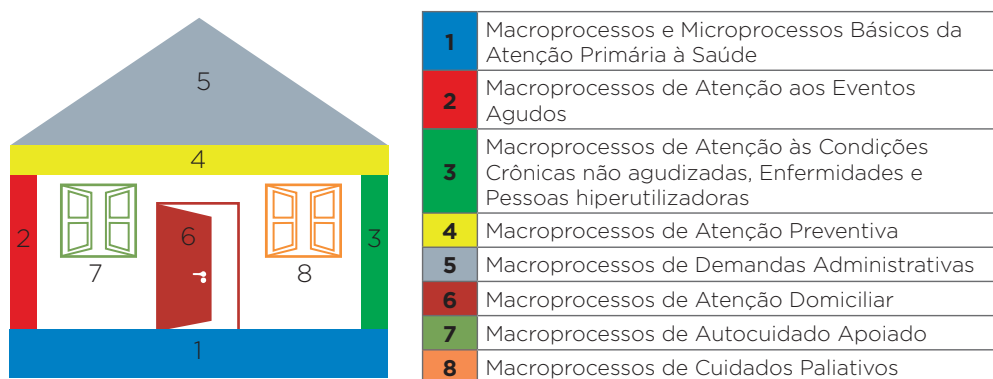 5
4
2
6
3
7
8
1
1
Macroprocessos e Microprocessos Básicos da
Atenção Primária à Saúde
2
Macroprocessos de Atenção aos Eventos
Agudos
3
Macroprocessos de Atenção às Condições
Crônicas não agudizadas, Enfermidades e
Pessoas hiperutilizadoras
4
Macroprocessos de Atenção Preventiva
5
Macroprocessos de Demandas Administrativas
6
Macroprocessos de Atenção Domiciliar
7
Macroprocessos de Autocuidado Apoiado
8
Macroprocessos de Cuidados Paliativos